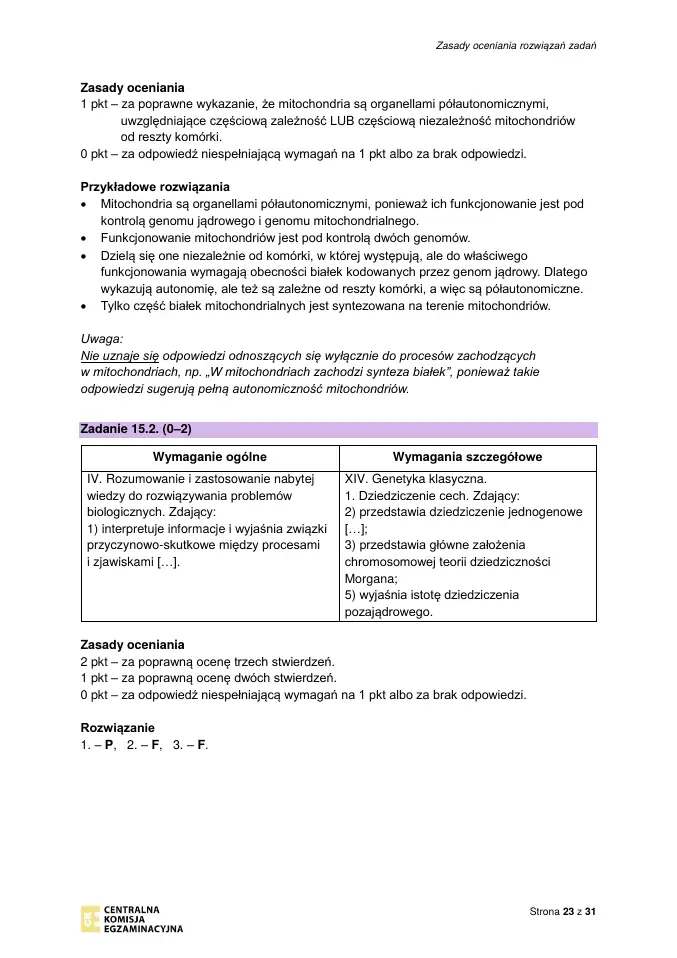 Zasady oceniania rozwiązań zadań
Zasady oceniania
1 pkt – za poprawne wykazanie, że mitochondria są organellami półautonomicznymi,
uwzględniające częściową zależność LUB częściową niezależność mitochondriów
od reszty komórki.
0 pkt – za odpowiedź niespełniającą wymagań na 1 pkt albo za brak odpowiedzi.
Przykładowe rozwiązania
• Mitochondria są organellami półautonomicznymi, ponieważ ich funkcjonowanie jest pod
kontrolą genomu jądrowego i genomu mitochondrialnego.
• Funkcjonowanie mitochondriów jest pod kontrolą dwóch genomów.
• Dzielą się one niezależnie od komórki, w której występują, ale do właściwego
funkcjonowania wymagają obecności białek kodowanych przez genom jądrowy. Dlatego
wykazują autonomię, ale też są zależne od reszty komórki, a więc są półautonomiczne.
• Tylko część białek mitochondrialnych jest syntezowana na terenie mitochondriów.
Uwaga:
Nie uznaje się odpowiedzi odnoszących się wyłącznie do procesów zachodzących
w mitochondriach, np. „W mitochondriach zachodzi synteza białek”, ponieważ takie
odpowiedzi sugerują pełną autonomiczność mitochondriów.
Zadanie 15.2. (0–2)
Wymaganie ogólne
IV. Rozumowanie i zastosowanie nabytej
wiedzy do rozwiązywania problemów
biologicznych. Zdający:
1) interpretuje informacje i wyjaśnia związki
przyczynowo-skutkowe między procesami
i zjawiskami […].
Wymagania szczegółowe
XIV. Genetyka klasyczna.
1. Dziedziczenie cech. Zdający:
2) przedstawia dziedziczenie jednogenowe
[…];
3) przedstawia główne założenia
chromosomowej teorii dziedziczności
Morgana;
5) wyjaśnia istotę dziedziczenia
pozajądrowego.
Zasady oceniania
2 pkt – za poprawną ocenę trzech stwierdzeń.
1 pkt – za poprawną ocenę dwóch stwierdzeń.
0 pkt – za odpowiedź niespełniającą wymagań na 1 pkt albo za brak odpowiedzi.
Rozwiązanie
1. – P, 2. – F, 3. – F.
CENTRALNA
KOMISJA
EGZAMINACYJNA
Strona 23 z 31